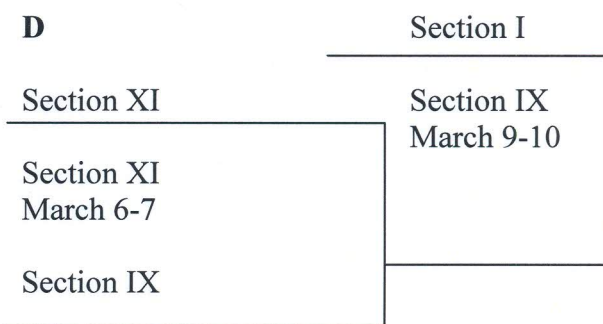 D
Section I
Section XI
Section IX
March 9-10
Section XI
March 6-7
Section IX